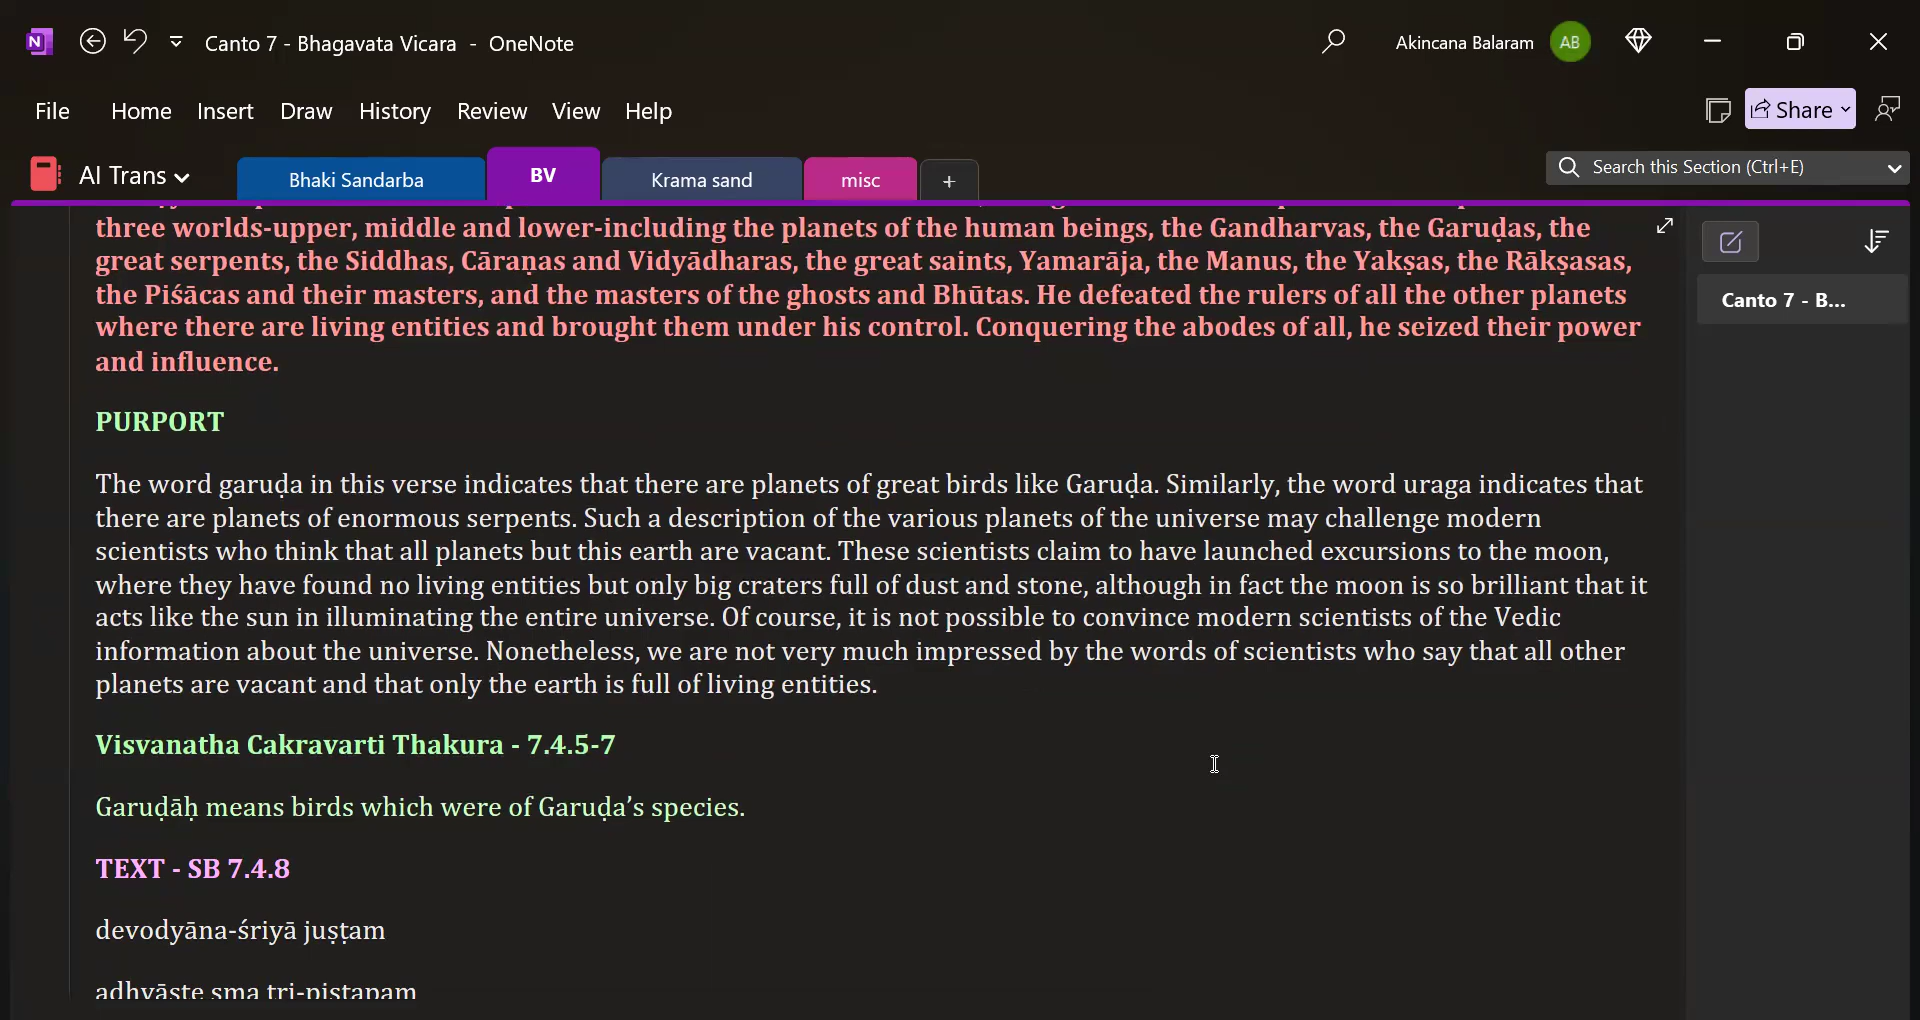 Canto 7 - Bhagavata Vicara - OneNote
Akincana Balaram AB
File Home Insert Draw History Review View Help
Share
AI Trans
Bhaki Sandarba
BV
Krama sand
misc
+
Search this Section (Ctrl+E)
Canto 7 - B...
three worlds-upper, middle and lower-including the planets of the human beings, the Gandharvas, the Garuḍas, the
great serpents, the Siddhas, Cāraṇas and Vidyādharas, the great saints, Yamarāja, the Manus, the Yakṣas, the Rākṣasas,
the Piśācas and their masters, and the masters of the ghosts and Bhūtas. He defeated the rulers of all the other planets
where there are living entities and brought them under his control. Conquering the abodes of all, he seized their power
and influence.
PURPORT
The word garuḍa in this verse indicates that there are planets of great birds like Garuḍa. Similarly, the word uraga indicates that
there are planets of enormous serpents. Such a description of the various planets of the universe may challenge modern
scientists who think that all planets but this earth are vacant. These scientists claim to have launched excursions to the moon,
where they have found no living entities but only big craters full of dust and stone, although in fact the moon is so brilliant that it
acts like the sun in illuminating the entire universe. Of course, it is not possible to convince modern scientists of the Vedic
information about the universe. Nonetheless, we are not very much impressed by the words of scientists who say that all other
planets are vacant and that only the earth is full of living entities.
Visvanatha Cakravarti Thakura - 7.4.5-7
Garuḍāḥ means birds which were of Garuḍa’s species.
TEXT - SB 7.4.8
devodyāna-śriyā juṣṭam
adhyāste sma tri-piṣṭapam